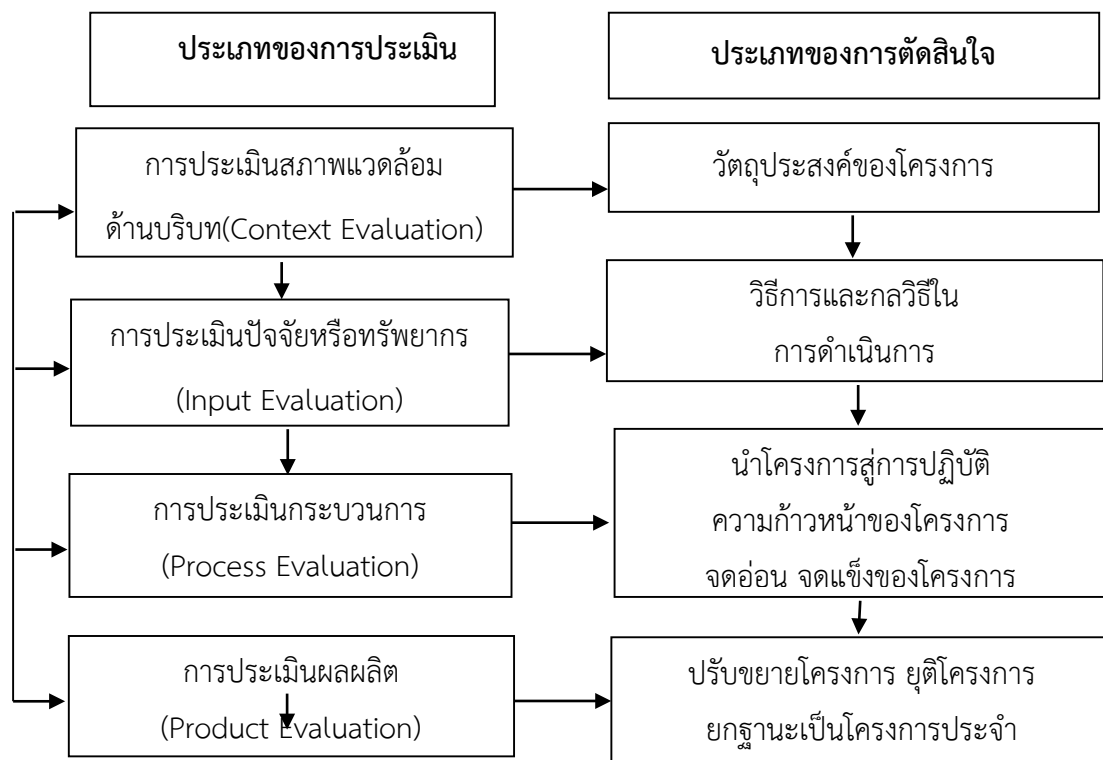 ประเภทของการประเมิน
ประเภทของการตัดสินใจ
การประเมินสภาพแวดล้อม
ด้านบริบท(Context Evaluation)
วัตถุประสงค์ของโครงการ
การประเมินปัจจัยหรือทรัพยากร
(Input Evaluation)
วิธีการและกลวิธีใน
การดำเนินการ
การประเมินกระบวนการ
(Process Evaluation)
นำโครงการสู่การปฏิบัติ
ความก้าวหน้าของโครงการ
จดอ่อน จดแข็งของโครงการ
การประเมินผลผลิต
(Product Evaluation)
ปรับขยายโครงการ ยุติโครงการ
ยกฐานะเป็นโครงการประจำ